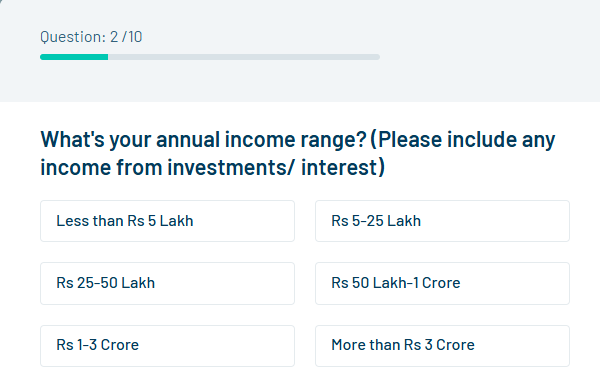 Question: 2 /10
What's your annual income range? (Please include any
income from investments/ interest)
Less than Rs 5 Lakh
Rs 5-25 Lakh
Rs 25-50 Lakh
Rs 50 Lakh-1 Crore
Rs 1-3 Crore
More than Rs 3 Crore